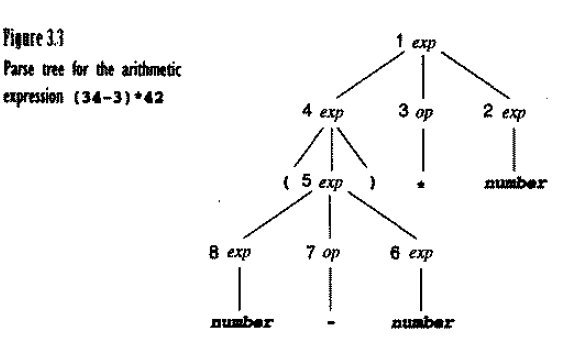 Figure 3.3
Parse tree for the arithmetic
expression (34-3)*42
1 exp
4 exp 3 op 2 exp
( 5 exp ) * number
8 exp 7 op 6 exp
number - number